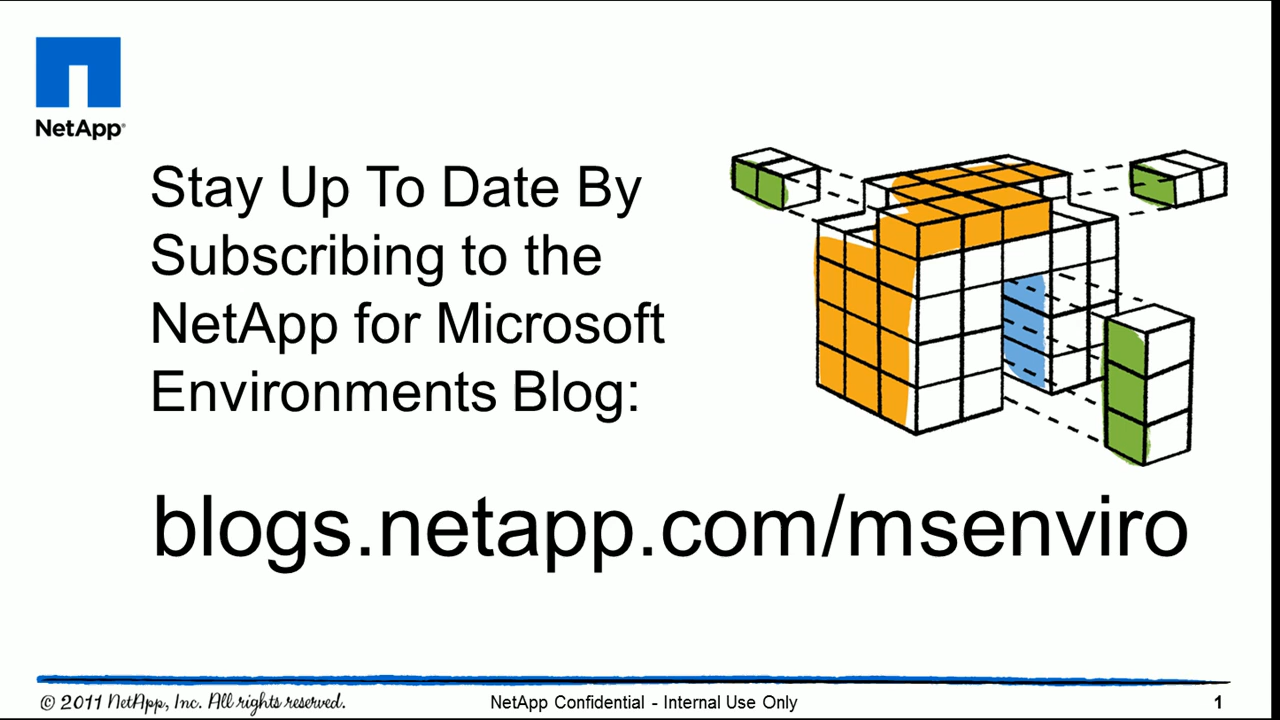 NetApp®
Stay Up To Date By
Subscribing to the
NetApp for Microsoft
Environments Blog:
blogs.netapp.com/msenviro
© 2011 NetApp, Inc. All rights reserved.
NetApp Confidential - Internal Use Only
1